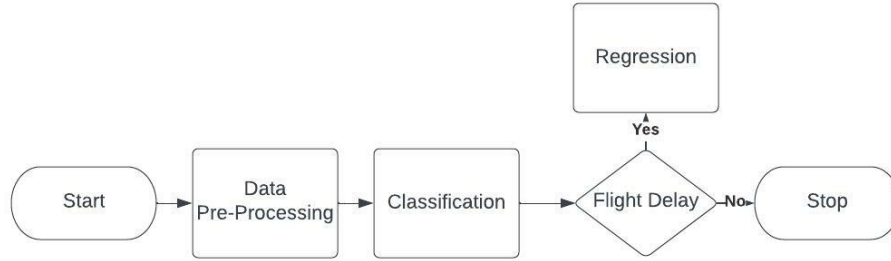 Regression
Yes
Start
Data
Pre-Processing
Classification
Flight Delay
No
Stop